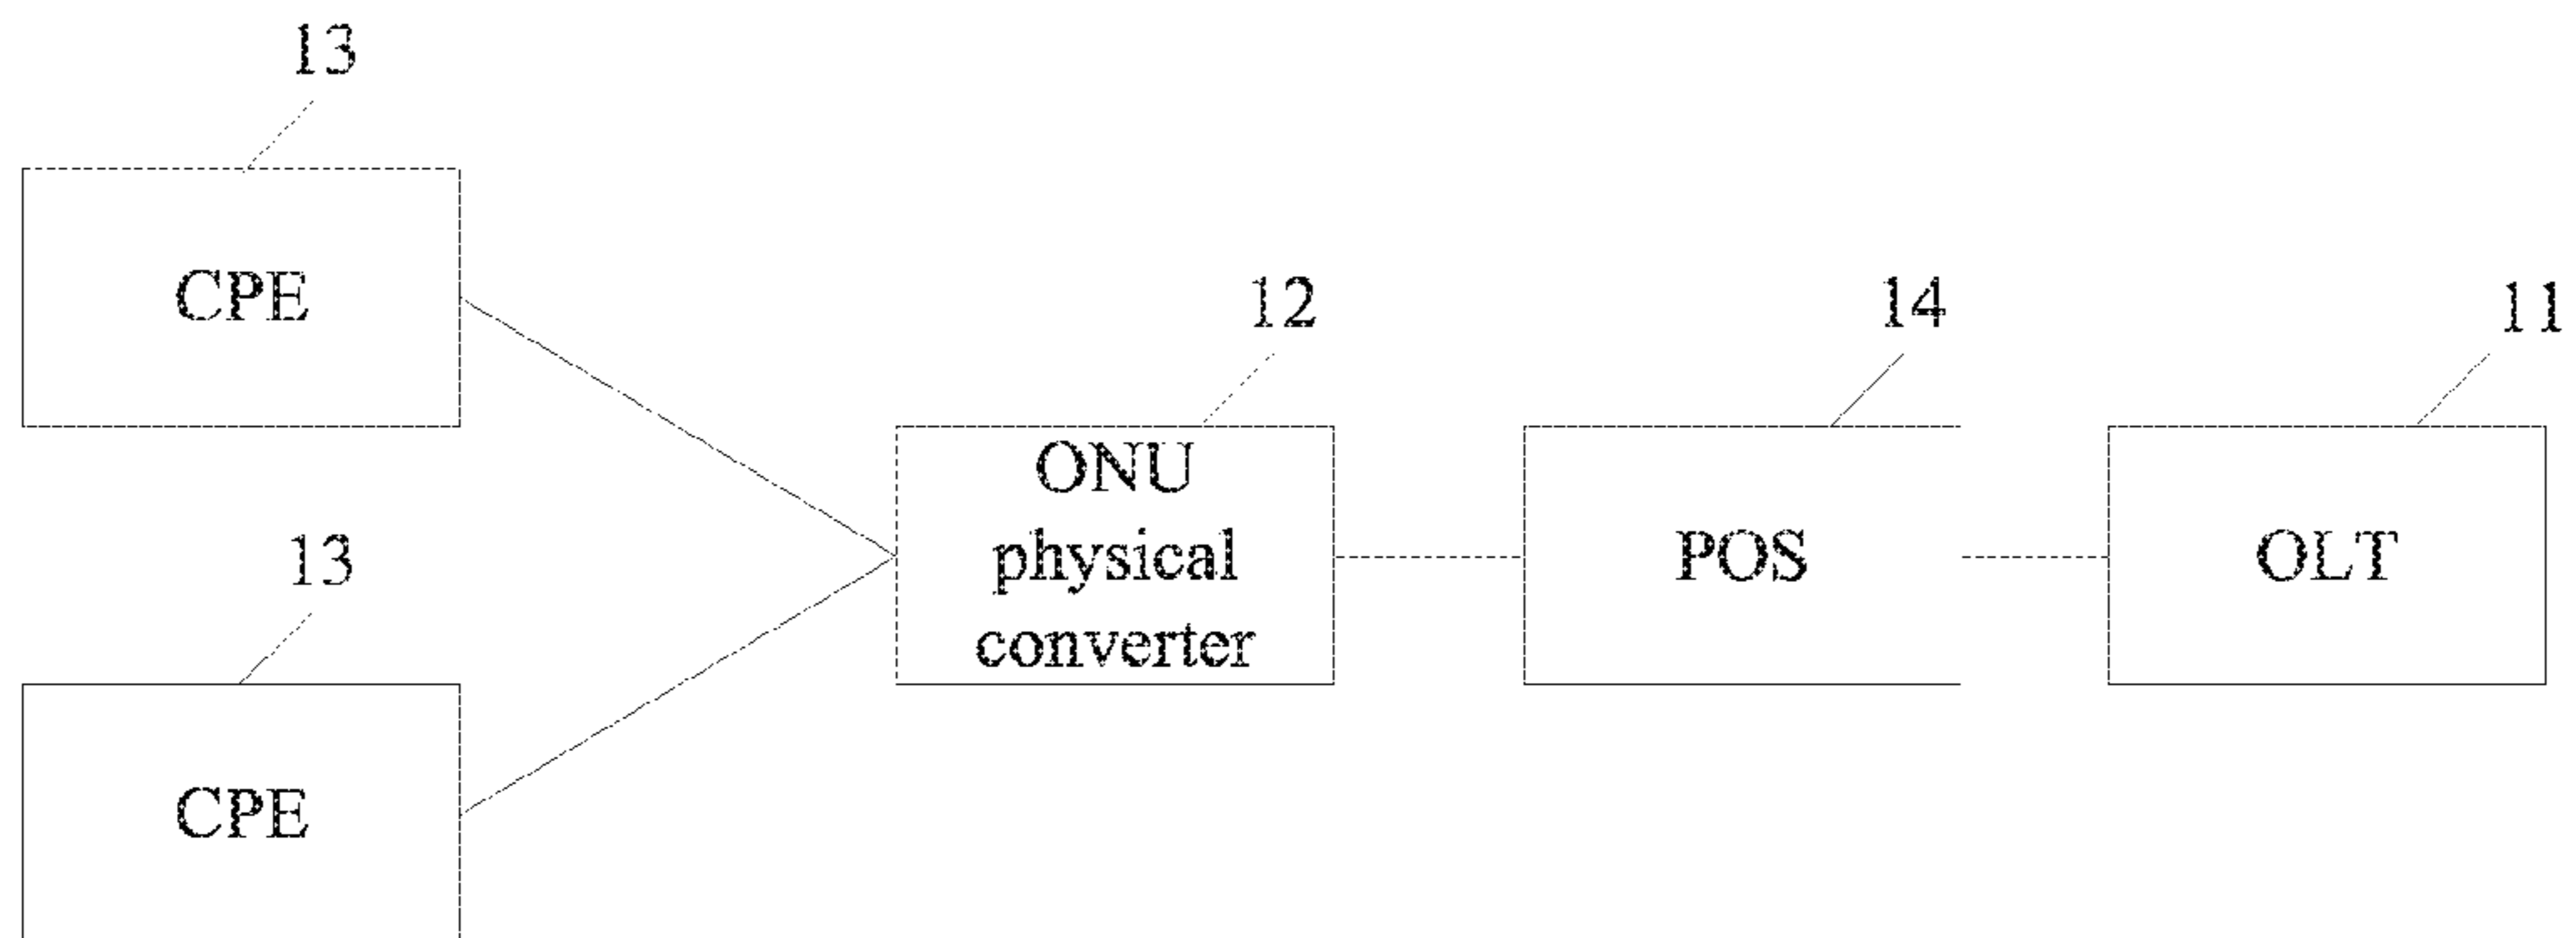 13
CPE
12
14
11
ONU
physical
converter
POS
OLT
13
CPE